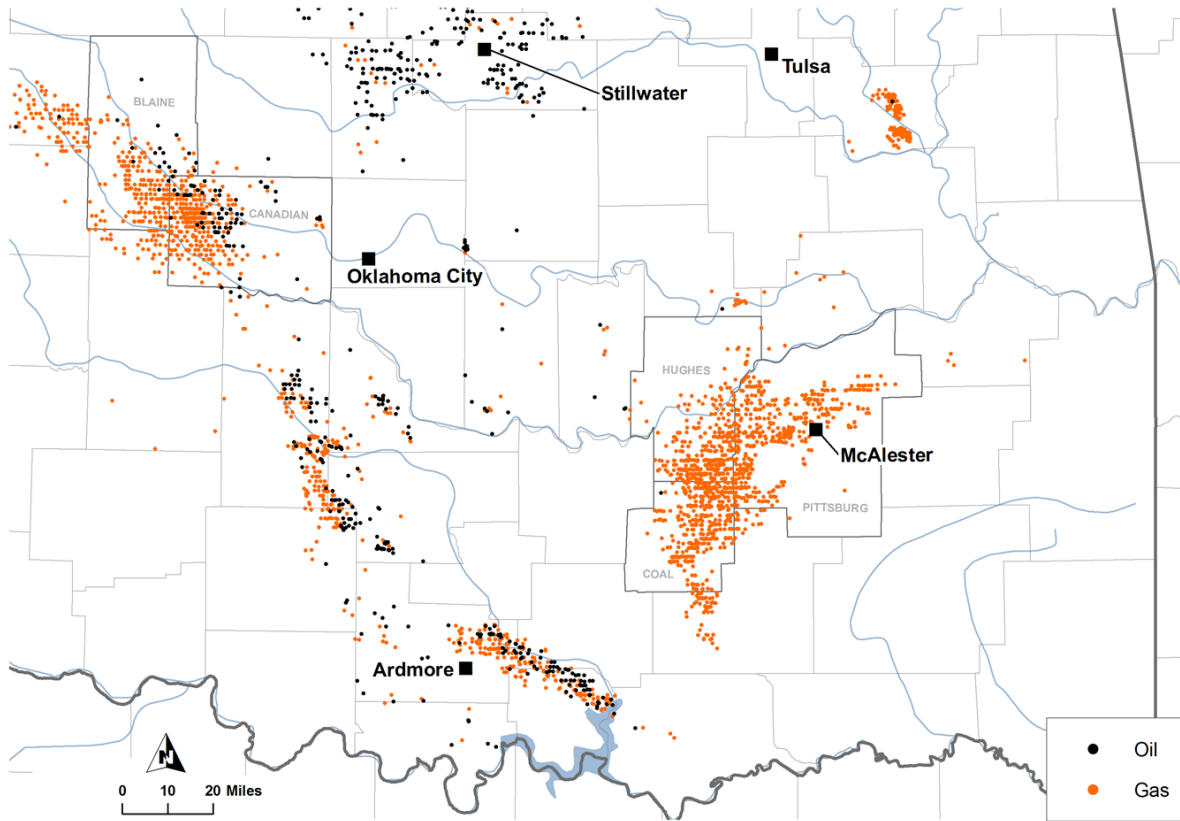 Stillwater
Tulsa
BLAINE
CANADIAN
Oklahoma City
HUGHES
McAlester
PITTSBURG
COAL
Ardmore
N
0 10 20 Miles
Oil
Gas